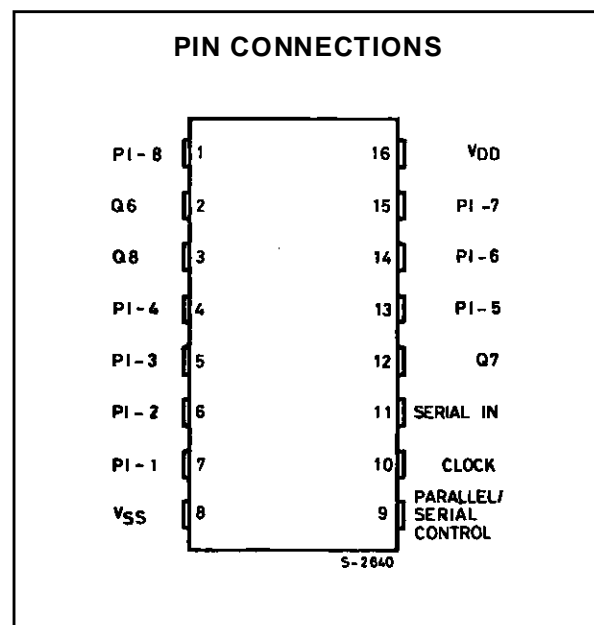 PIN CONNECTIONS
PI-8 1 16 VDD
Q6 2 15 PI-7
Q8 3 14 PI-6
PI-4 4 13 PI-5
PI-3 5 12 Q7
PI-2 6 11 SERIAL IN
PI-1 7 10 CLOCK
VSS 8 9 PARALLEL/
SERIAL
CONTROL
S-2640